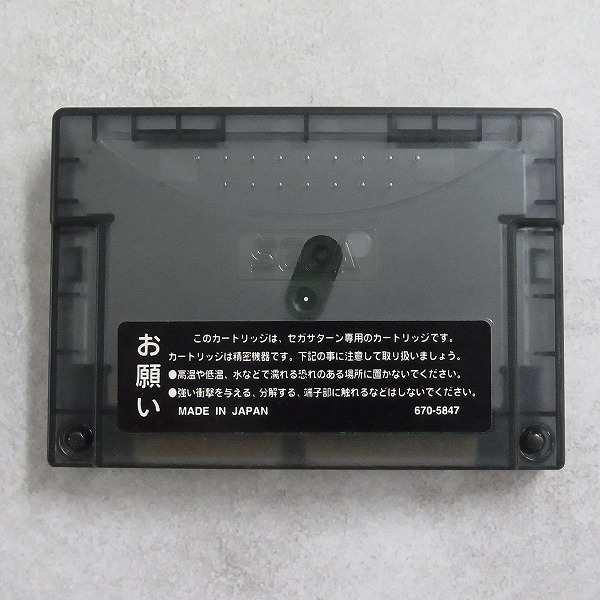 SEGA
お願い
このカートリッジは、セガサターン専用のカートリッジです。
カートリッジは精密機器です。下記の事に注意して取り扱いましょう。
●高温や低温、水などで濡れる恐れのある場所に置かないでください。
●強い衝撃を与える、分解する、端子部に触れるなどはしないでください。
MADE IN JAPAN
670-5847